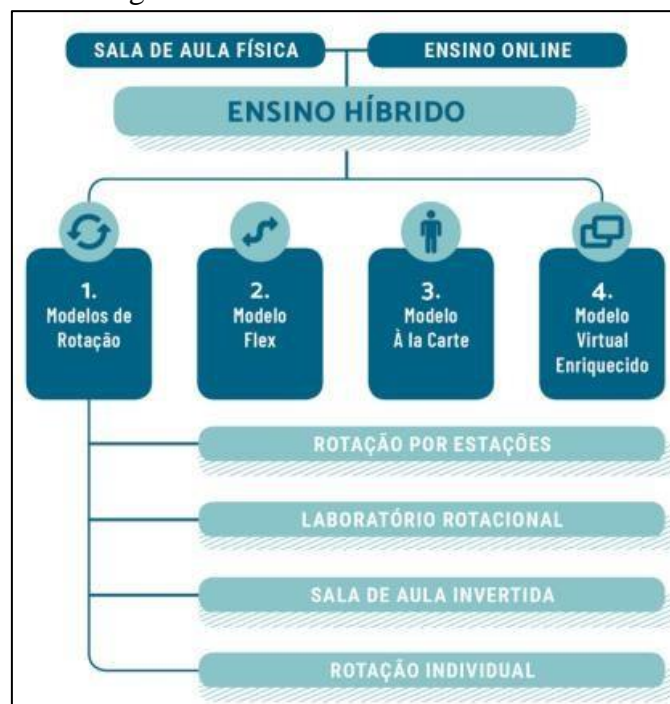 SALA DE AULA FÍSICA
ENSINO ONLINE
ENSINO HÍBRIDO
1.
Modelos de
Rotação
2.
Modelo
Flex
3.
Modelo
À la Carte
4.
Modelo
Virtual
Enriquecido
ROTAÇÃO POR ESTAÇÕES
LABORATÓRIO ROTACIONAL
SALA DE AULA INVERTIDA
ROTAÇÃO INDIVIDUAL